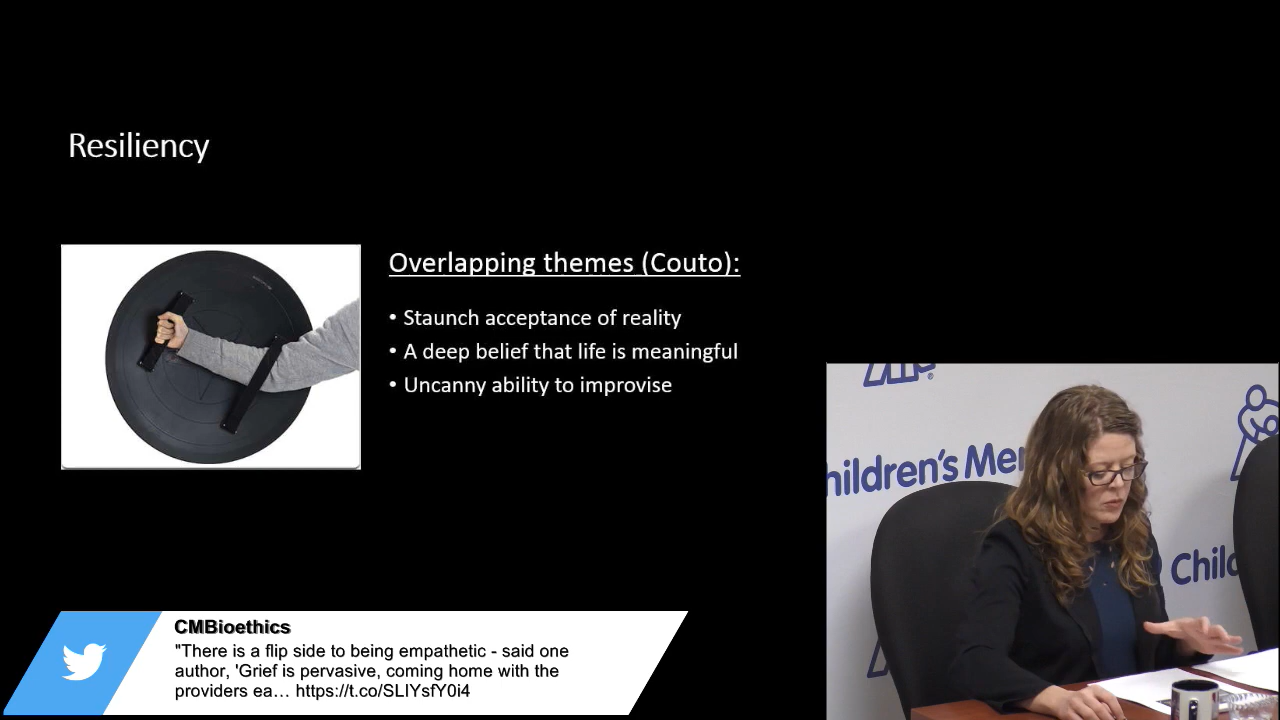 Resiliency
Overlapping themes (Couto):
• Staunch acceptance of reality
• A deep belief that life is meaningful
• Uncanny ability to improvise
hildren's Mer
Chilc
CMBioethics
"There is a flip side to being empathetic - said one
author, 'Grief is pervasive, coming home with the
providers ea… https://t.co/SLIYsfY0i4